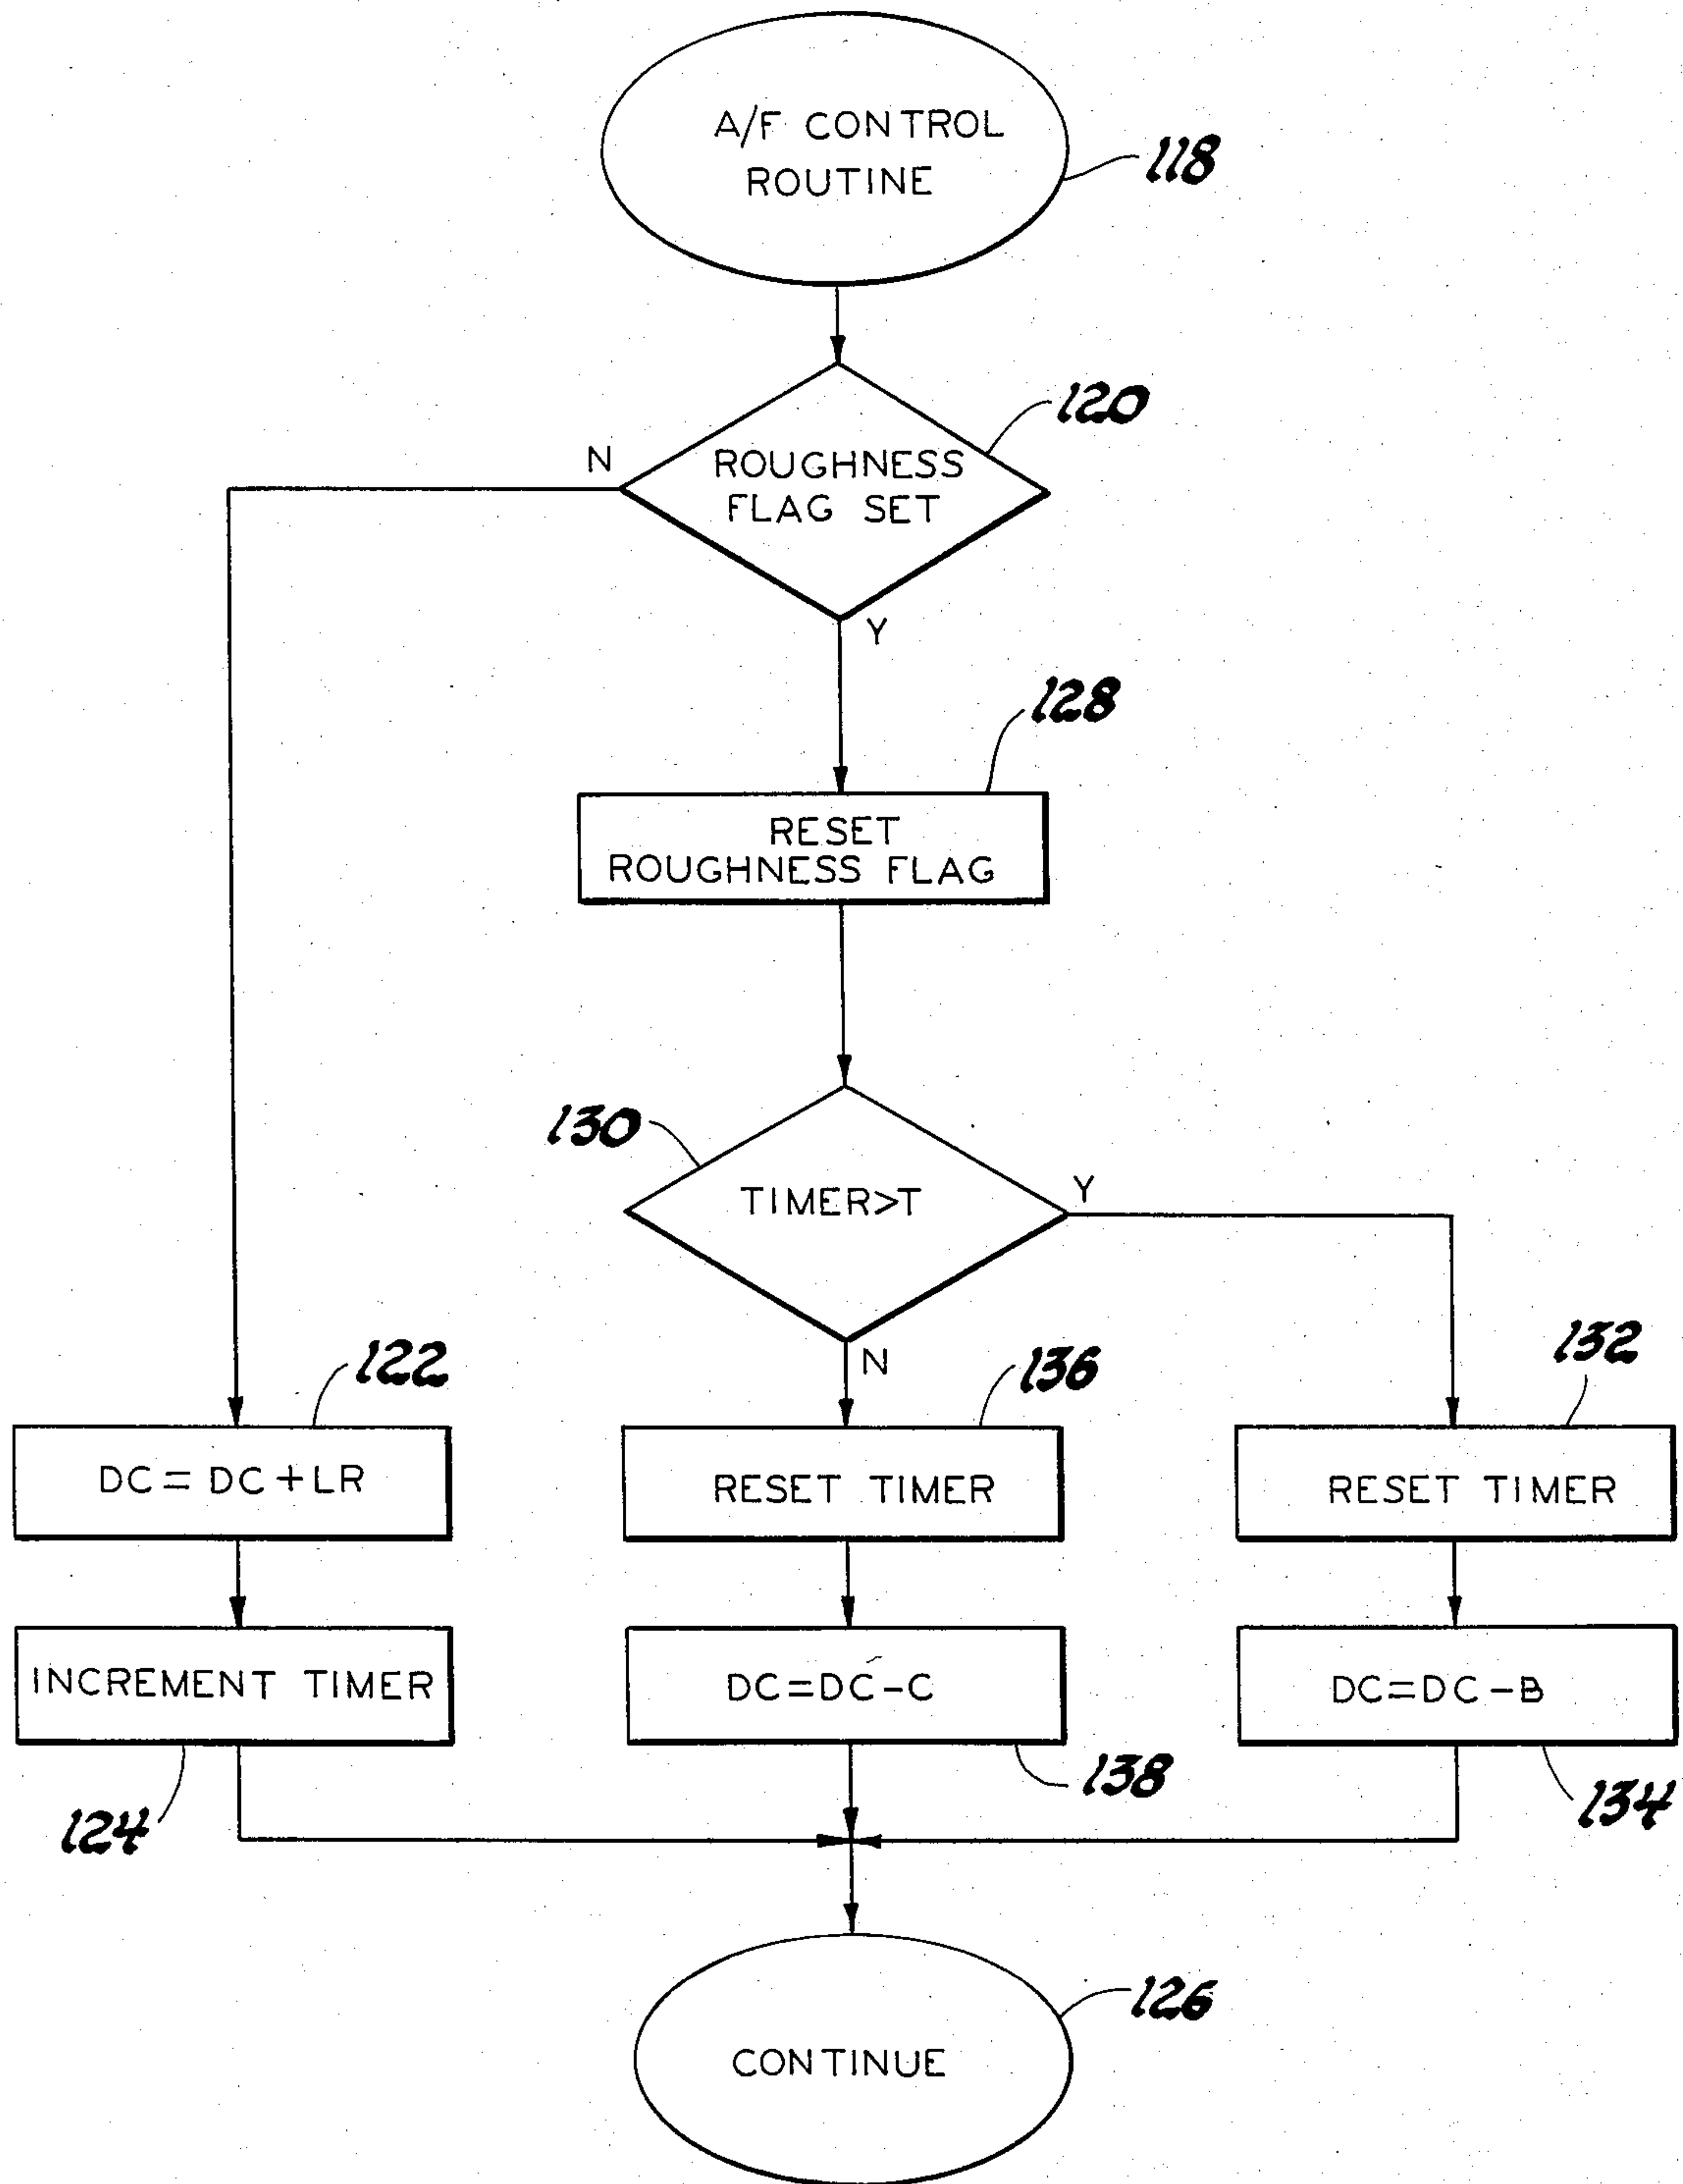 A/F CONTROL
ROUTINE
118
120
N
ROUGHNESS
FLAG SET
Y
128
RESET
ROUGHNESS FLAG
130
TIMER>T
Y
N
122
136
132
DC = DC + LR
RESET TIMER
RESET TIMER
INCREMENT TIMER
DC=DC-C
DC=DC-B
124
138
134
126
CONTINUE